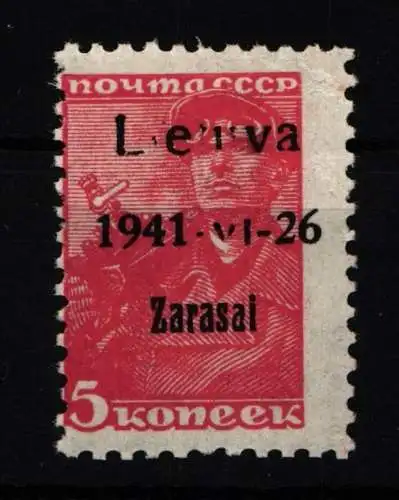 ПОЧТА СССР
Lietuva
1941-VI-26
Zarasai
5 КОПЕЕК